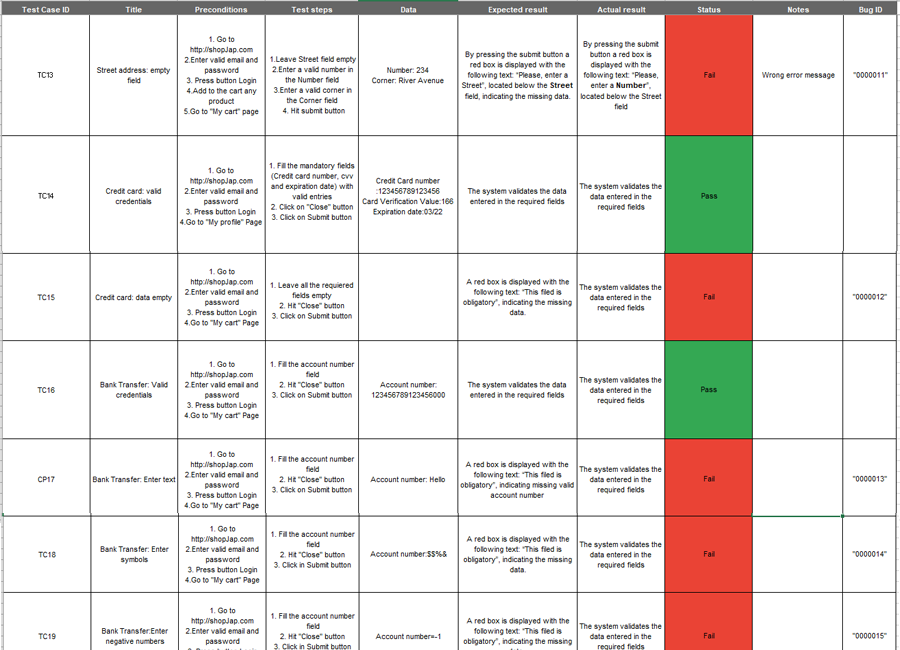 Test Case ID Title Preconditions Test steps Data Expected result Actual result Status Notes Bug ID
TC13
Street address: empty
field
1. Go to
http://shopJap.com
2.Enter valid email and
password
3. Press button Login
4.Add to the cart any
product
5.Go to "My cart" page
1.Leave Street field empty
2.Enter a valid number in
the Number field
3.Enter a valid corner in
the Corner field
4. Hit submit button
Number: 234
Corner: River Avenue
By pressing the submit button a
red box is displayed with the
following text: "Please, enter a
Street", located below the Street
field, indicating the missing data.
By pressing the submit
button a red box is
displayed with the
following text: "Please,
enter a Number",
located below the Street
field
Fail
Wrong error message
"0000011"
TC14
Credit card: valid
credentials
1. Go to
http://shopJap.com
2.Enter valid email and
password
3. Press button Login
4.Go to "My profile" Page
1. Fill the mandatory fields
(Credit card number, cvv
and expiration date) with
valid entries
2. Click on "Close" button
3. Click on Submit button
Credit Card number
:123456789123456
Card Verification Value:166
Expiration date:03/22
The system validates the data
entered in the required fields
The system validates the
data entered in the
required fields
Pass
TC15
Credit card: data empty
1. Go to
http://shopJap.com
2.Enter valid email and
password
3. Press button Login
4.Go to "My cart" Page
1. Leave all the requiered
fields empty
2. Hit "Close" button
3. Click on Submit button
A red box is displayed with the
following text: "This filed is
obligatory", indicating the missing
data.
The system validates the
data entered in the
required fields
Fail
"0000012"
TC16
Bank Transfer: Valid
credentials
1. Go to
http://shopJap.com
2.Enter valid email and
password
3. Press button Login
4.Go to "My cart" Page
1. Fill the account number
field
2. Hit "Close" button
3. Click on Submit button
Account number:
123456789123456000
The system validates the data
entered in the required fields
The system validates the
data entered in the
required fields
Pass
CP17
Bank Transfer: Enter text
1. Go to
http://shopJap.com
2.Enter valid email and
password
3. Press button Login
4.Go to "My cart" Page
1. Fill the account number
field
2. Hit "Close" button
3. Click on Submit button
Account number: Hello
A red box is displayed with the
following text: "This filed is
obligatory", indicating missing valid
account number
The system validates the
data entered in the
required fields
Fail
"0000013"
TC18
Bank Transfer: Enter
symbols
1. Go to
http://shopJap.com
2.Enter valid email and
password
3. Press button Login
4.Go to "My cart" Page
1. Fill the account number
field
2. Hit "Close" button
3. Click in Submit button
Account number:$$%&
A red box is displayed with the
following text: "This filed is
obligatory", indicating the missing
data.
The system validates the
data entered in the
required fields
Fail
"0000014"
TC19
Bank Transfer:Enter
negative numbers
1. Go to
http://shopJap.com
2.Enter valid email and
password
3. Press button Login
1. Fill the account number
field
2. Hit "Close" button
3. Click in Submit button
Account number=-1
A red box is displayed with the
following text: "This filed is
obligatory", indicating the missing
The system validates the
data entered in the
required fields
Fail
"0000015"